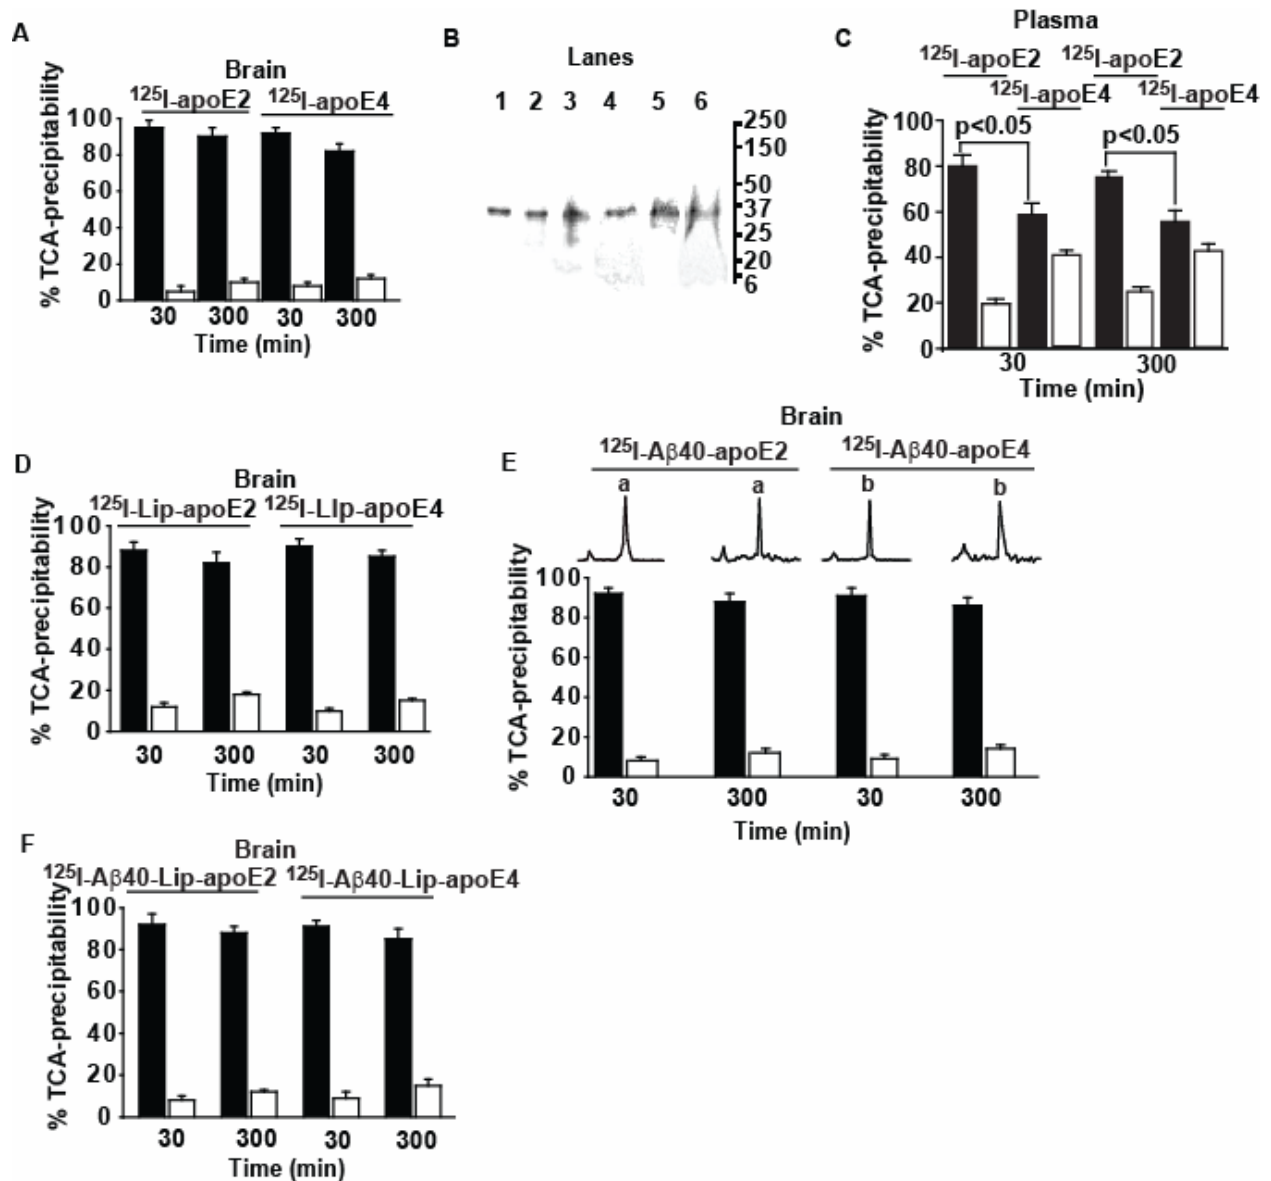 A
Brain
125I-apoE2 125I-apoE4
% TCA-precipitability
100
80
60
40
20
0
30 300 30 300
Time (min)
B
Lanes
1 2 3 4 5 6
250
150
50
37
25
20
6
C
Plasma
125I-apoE2 125I-apoE2
125I-apoE4 125I-apoE4
% TCA-precipitability
100
80
60
40
20
0
p<0.05 p<0.05
30 300
Time (min)
D
Brain
125I-Lip-apoE2 125I-LIp-apoE4
% TCA-precipitability
100
80
60
40
20
0
30 300 30 300
Time (min)
E
Brain
125I-Aβ40-apoE2 125I-Aβ40-apoE4
a a b b
% TCA-precipitability
100
80
60
40
20
0
30 300 30 300
Time (min)
F
Brain
125I-Aβ40-Lip-apoE2 125I-Aβ40-Lip-apoE4
% TCA-precipitability
100
80
60
40
20
0
30 300 30 300
Time (min)